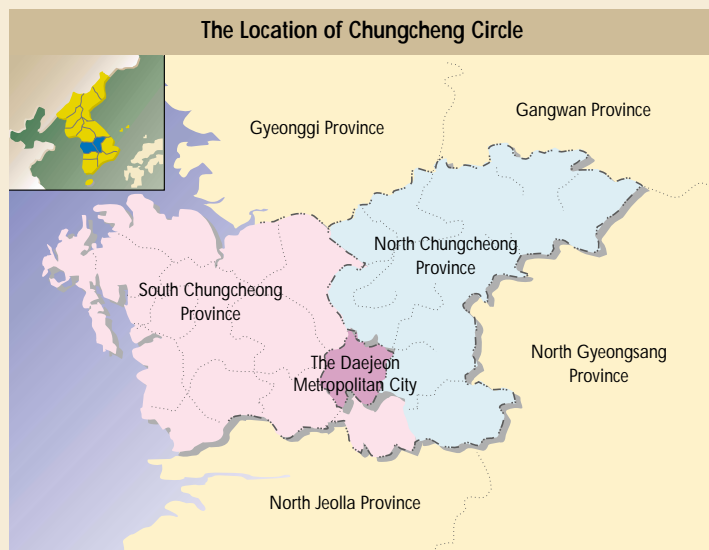 The Location of Chungcheng Circle
Gangwan Province
Gyeonggi Province
North Chungcheong
Province
South Chungcheong
Province
The Daejeon
Metropolitan City
North Gyeongsang
Province
North Jeolla Province